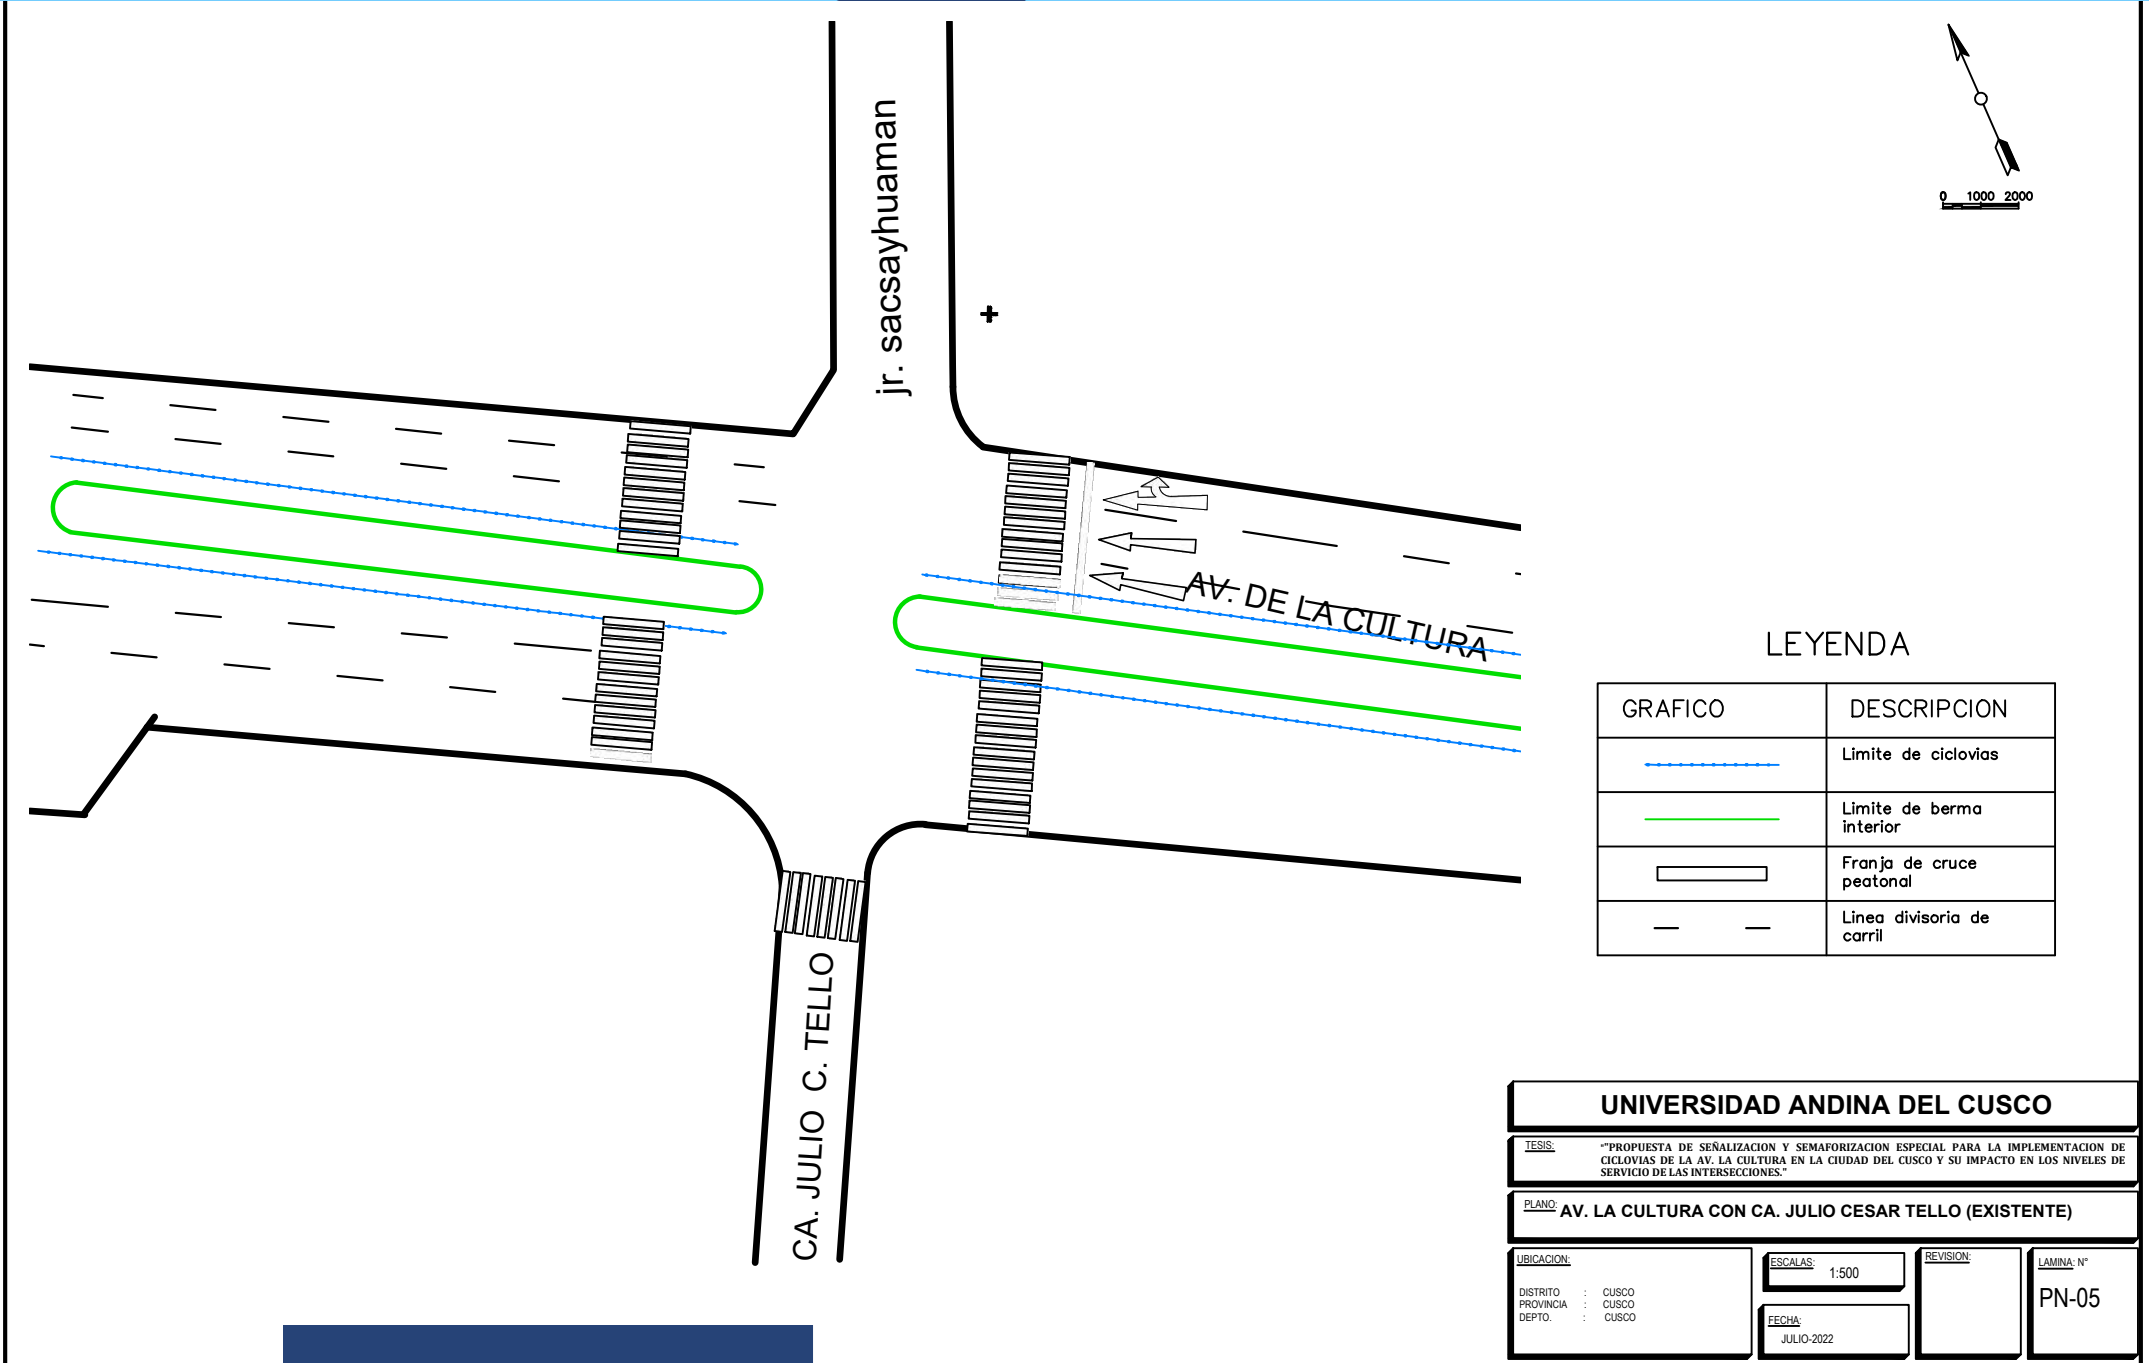 jr. sacsayhuaman
0 1000 2000
AV. DE LA CULTURA
CA. JULIO C. TELLO
LEYENDA
GRAFICO DESCRIPCION
Limite de ciclovias
Limite de berma
interior
Franja de cruce
peatonal
Linea divisoria de
carril
UNIVERSIDAD ANDINA DEL CUSCO
TESIS: ""PROPUESTA DE SEÑALIZACION Y SEMAFORIZACION ESPECIAL PARA LA IMPLEMENTACION DE
CICLOVIAS DE LA AV. LA CULTURA EN LA CIUDAD DEL CUSCO Y SU IMPACTO EN LOS NIVELES DE
SERVICIO DE LAS INTERSECCIONES."
PLANO: AV. LA CULTURA CON CA. JULIO CESAR TELLO (EXISTENTE)
UBICACION:
DISTRITO : CUSCO
PROVINCIA : CUSCO
DEPTO. : CUSCO
ESCALAS: 1:500
FECHA:
JULIO-2022
REVISION:
LAMINA: N°
PN-05